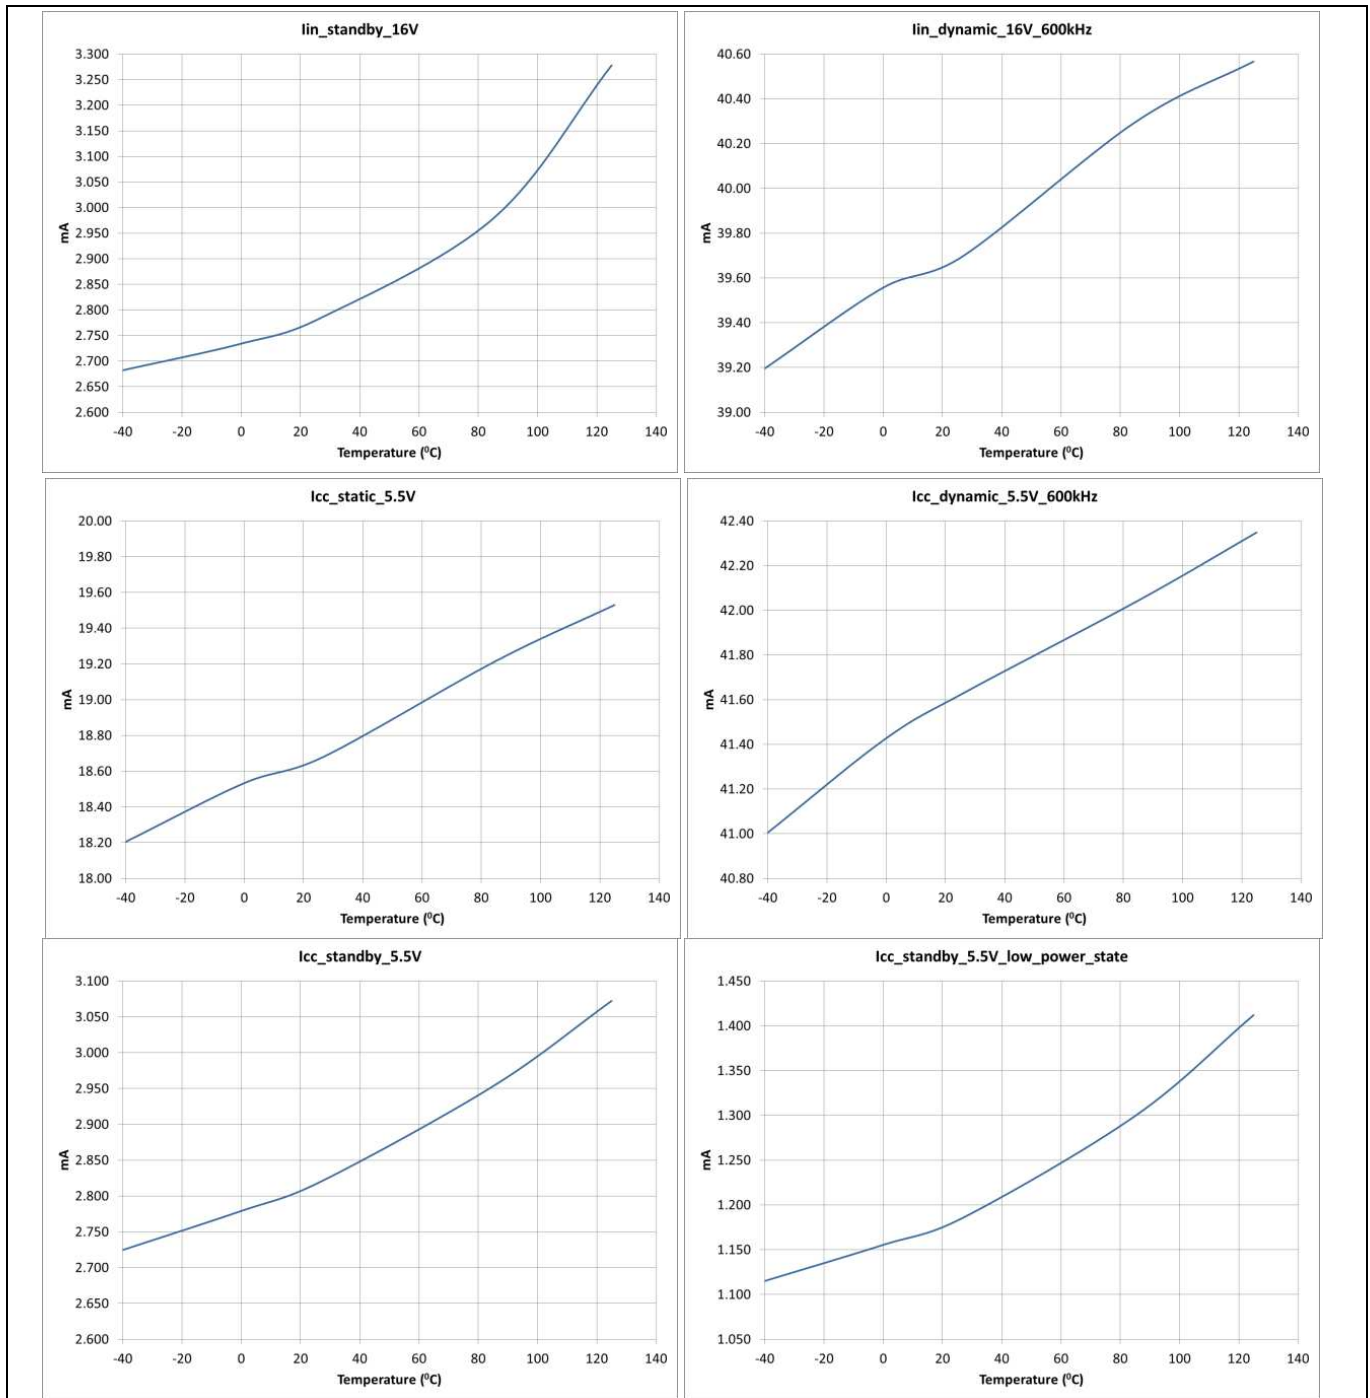 Iin_standby_16V
3.300
3.250
3.200
3.150
3.100
3.050
3.000
2.950
2.900
2.850
2.800
2.750
2.700
2.650
2.600
mA
-40 -20 0 20 40 60 80 100 120 140
Temperature (⁰C)
Iin_dynamic_16V_600kHz
40.60
40.40
40.20
40.00
39.80
39.60
39.40
39.20
39.00
mA
-40 -20 0 20 40 60 80 100 120 140
Temperature (⁰C)
Icc_static_5.5V
20.00
19.80
19.60
19.40
19.20
19.00
18.80
18.60
18.40
18.20
18.00
mA
-40 -20 0 20 40 60 80 100 120 140
Temperature (⁰C)
Icc_dynamic_5.5V_600kHz
42.40
42.20
42.00
41.80
41.60
41.40
41.20
41.00
40.80
mA
-40 -20 0 20 40 60 80 100 120 140
Temperature (⁰C)
Icc_standby_5.5V
3.100
3.050
3.000
2.950
2.900
2.850
2.800
2.750
2.700
2.650
2.600
mA
-40 -20 0 20 40 60 80 100 120 140
Temperature (⁰C)
Icc_standby_5.5V_low_power_state
1.450
1.400
1.350
1.300
1.250
1.200
1.150
1.100
1.050
mA
-40 -20 0 20 40 60 80 100 120 140
Temperature (⁰C)